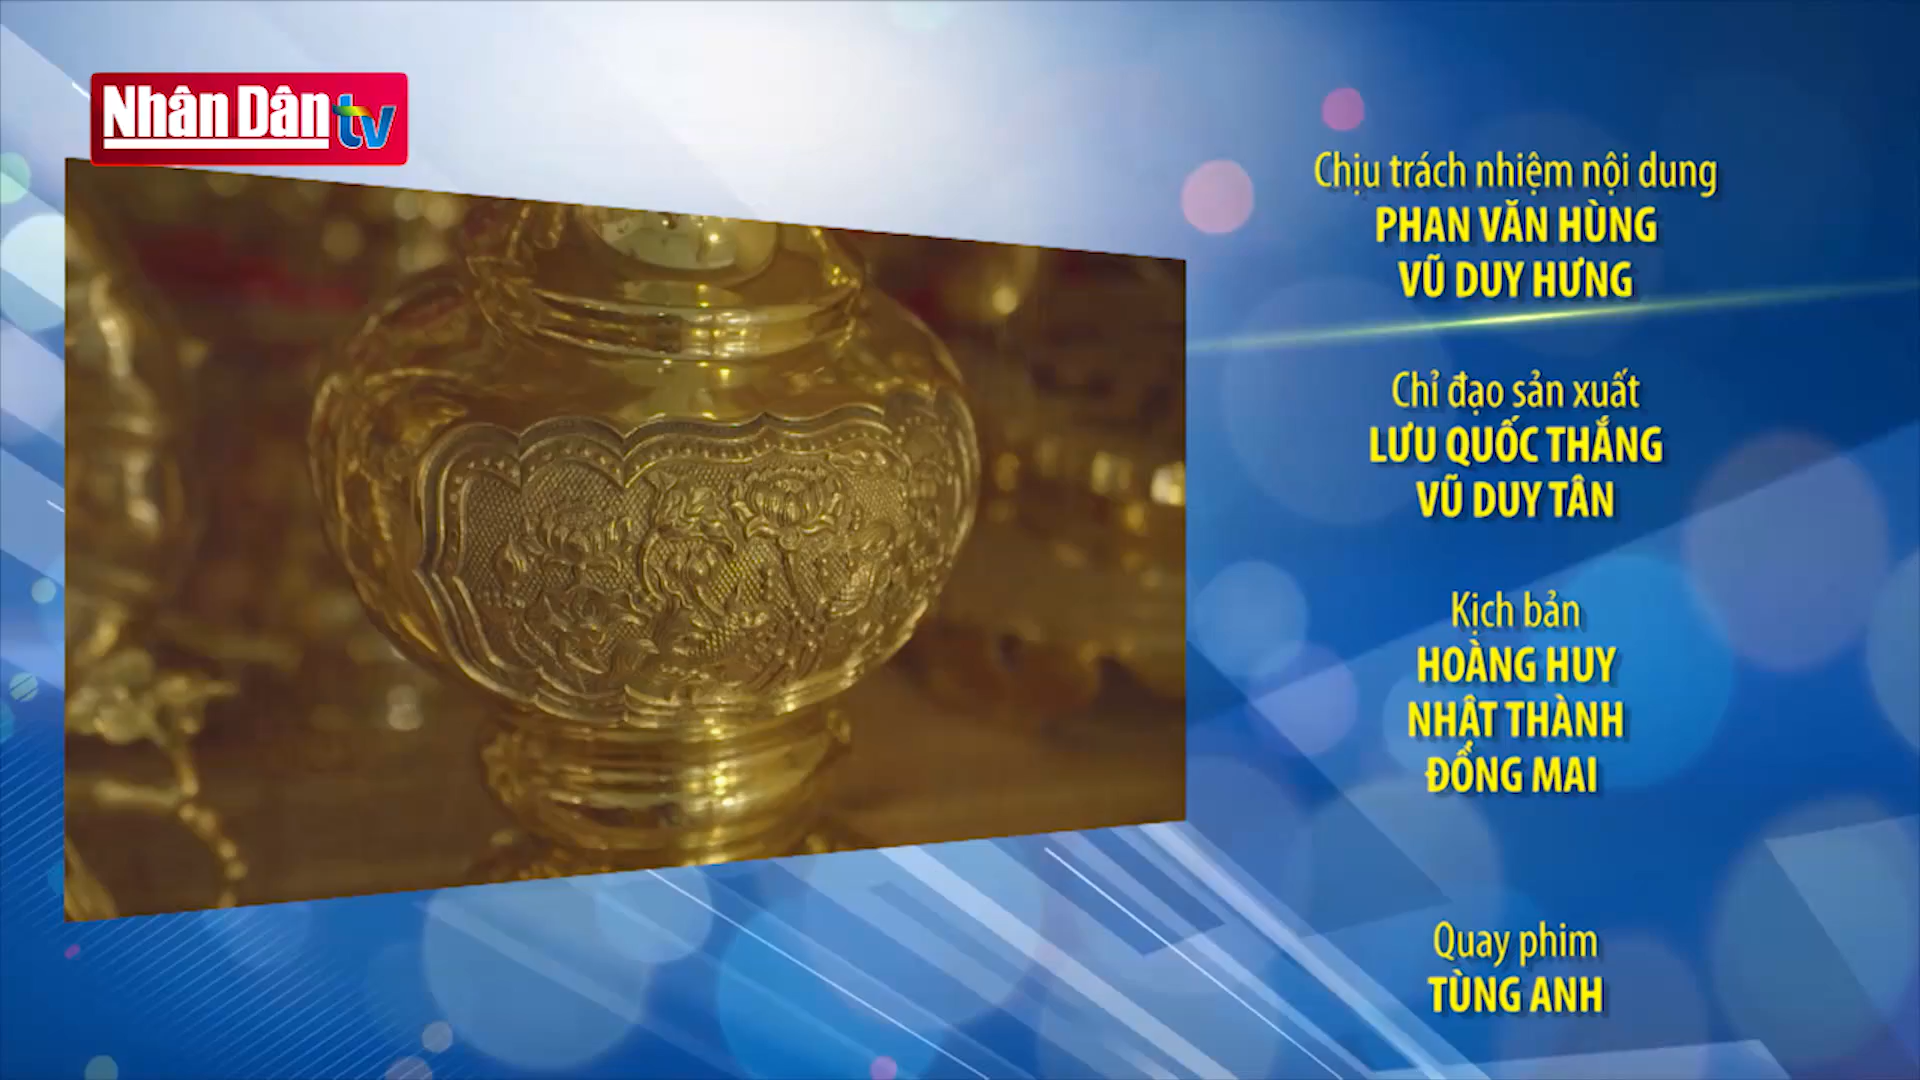 Nhân Dân tv
Chịu trách nhiệm nội dung
PHAN VĂN HÙNG
VŨ DUY HƯNG
Chỉ đạo sản xuất
LƯU QUỐC THẮNG
VŨ DUY TÂN
Kịch bản
HOÀNG HUY
NHẬT THÀNH
ĐỒNG MAI
Quay phim
TÙNG ANH